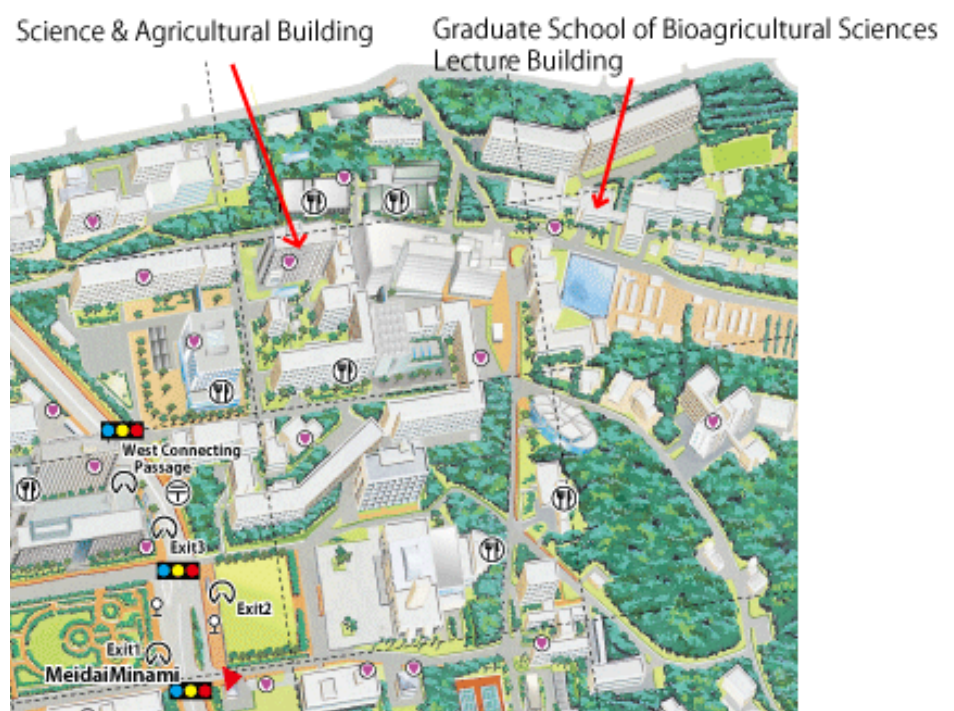 Science & Agricultural Building
Graduate School of Bioagricultural Sciences
Lecture Building
West Connecting
Passage
Exit3
Exit2
Exit1
MeidaiMinami